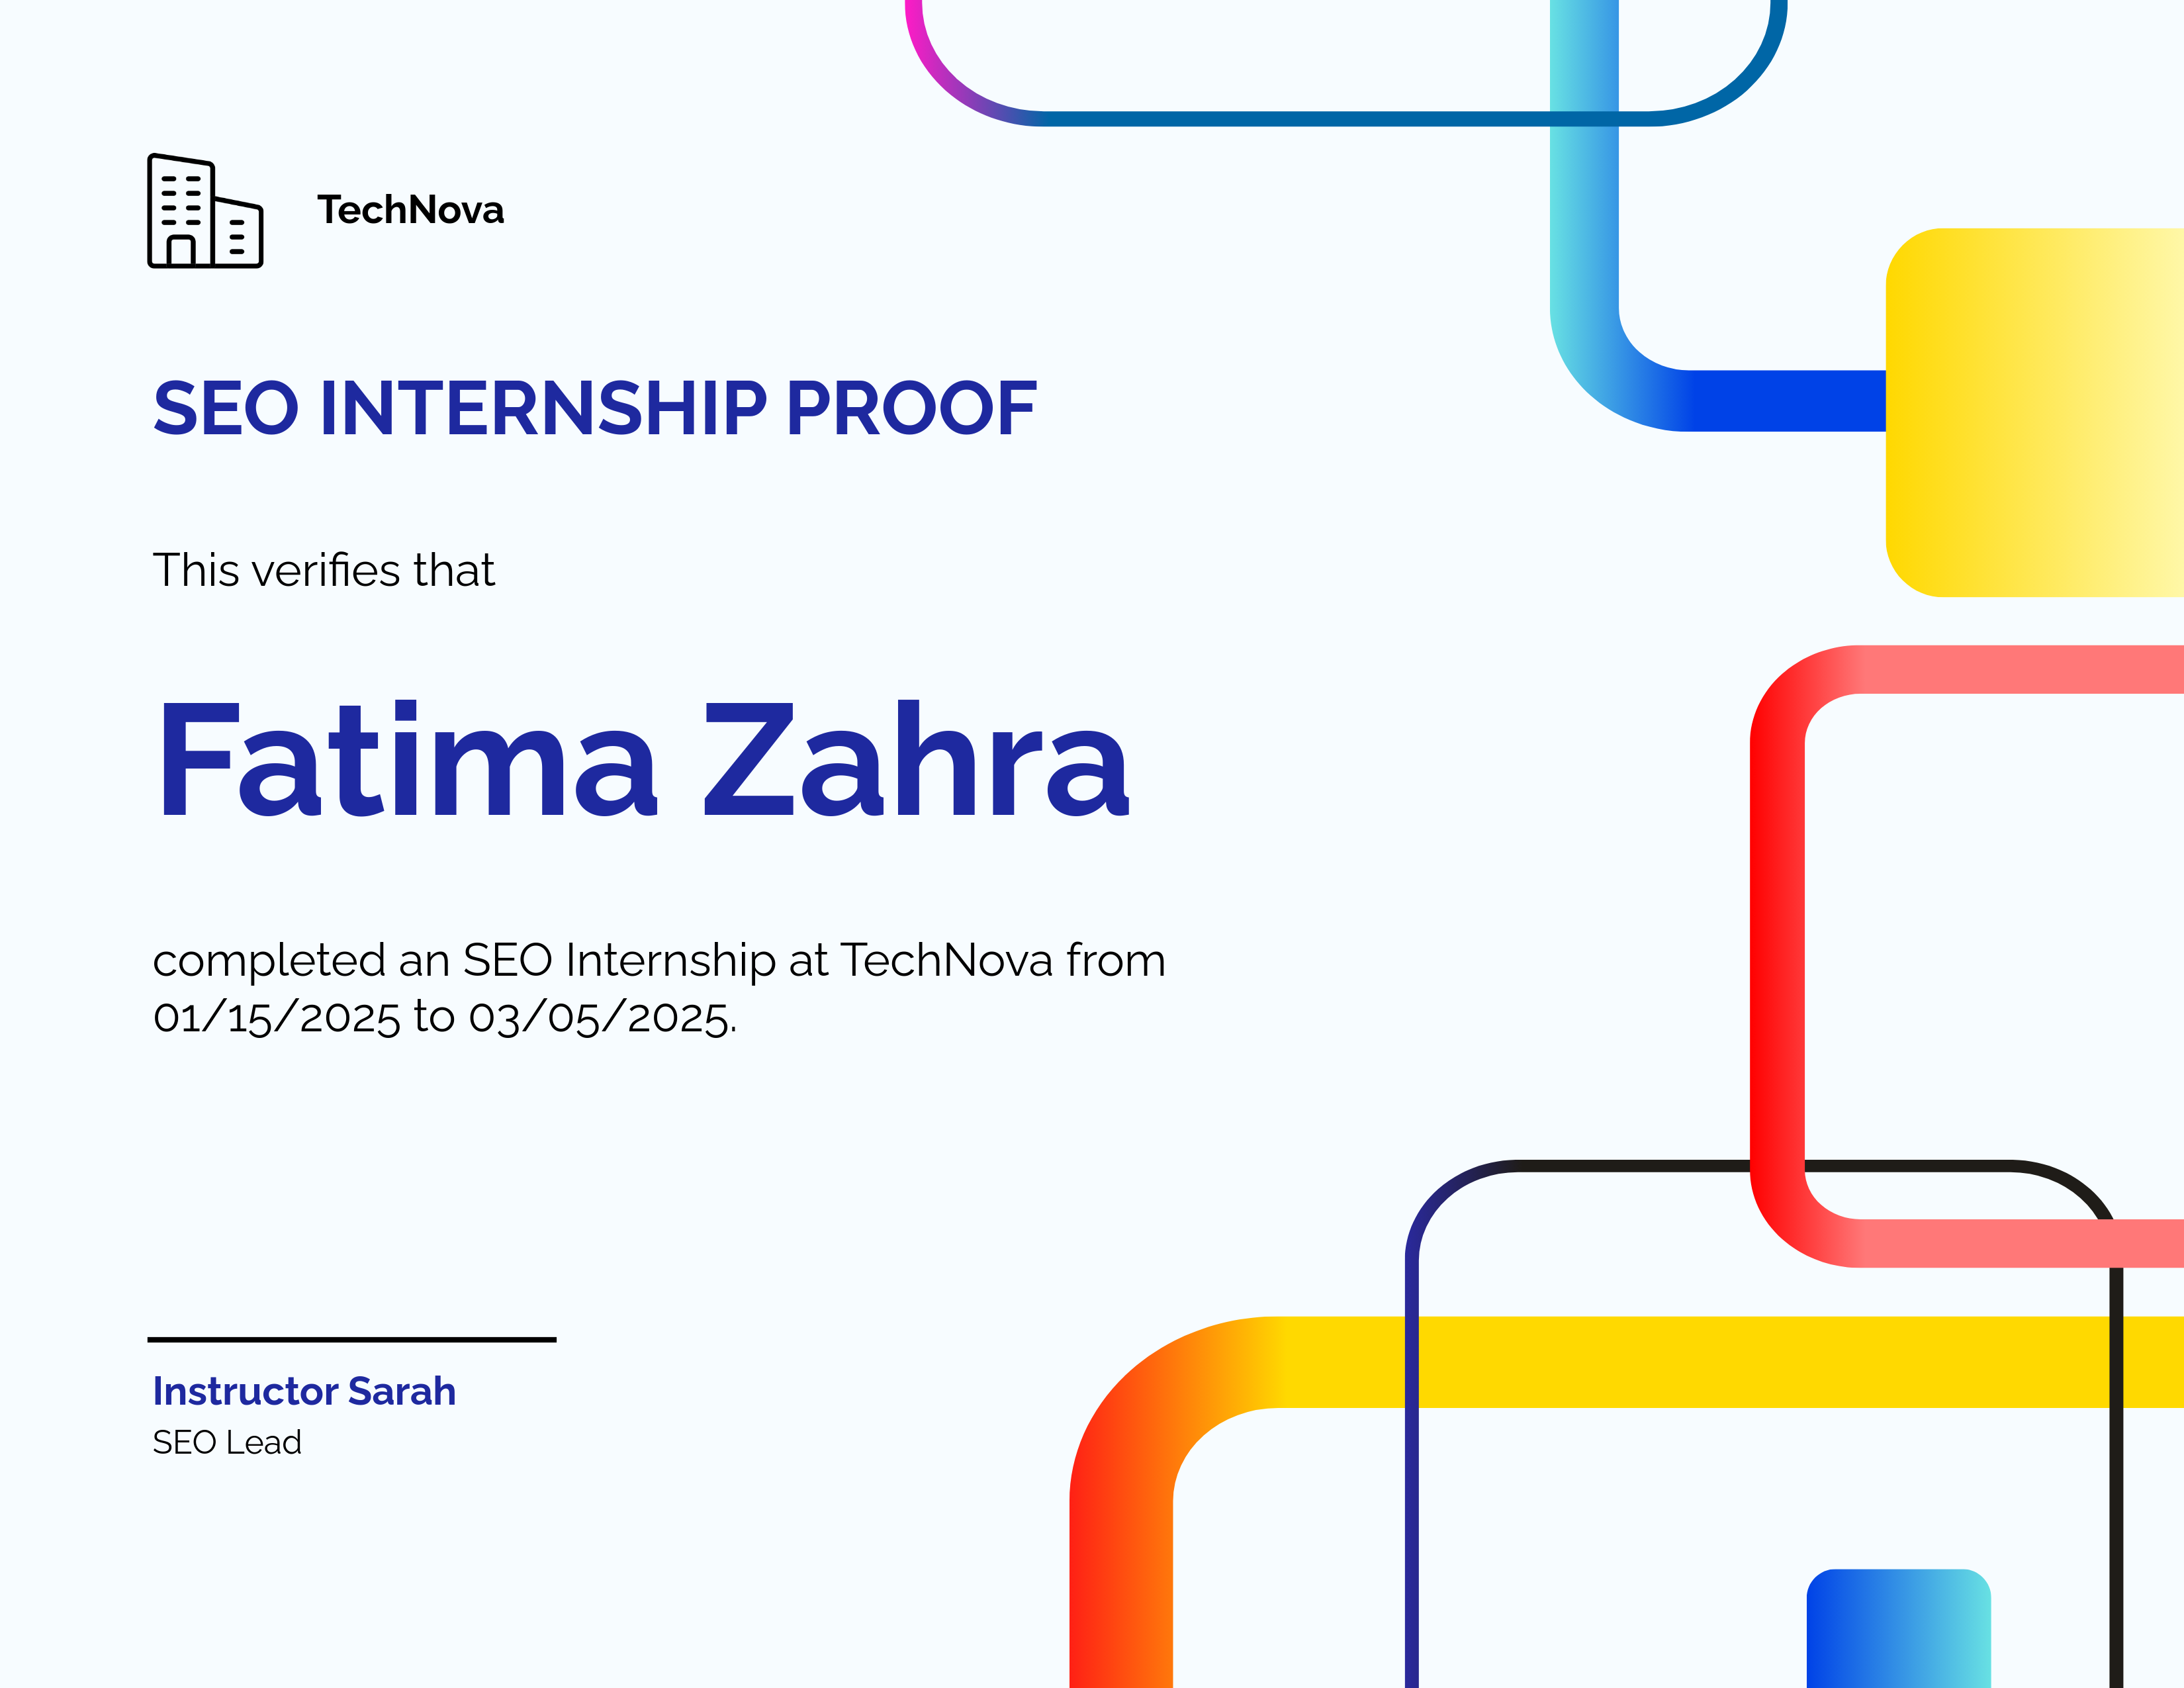 TechNova
SEO INTERNSHIP PROOF
This verifies that
Fatima Zahra
completed an SEO Internship at TechNova from
01/15/2025 to 03/05/2025.
Instructor Sarah
SEO Lead